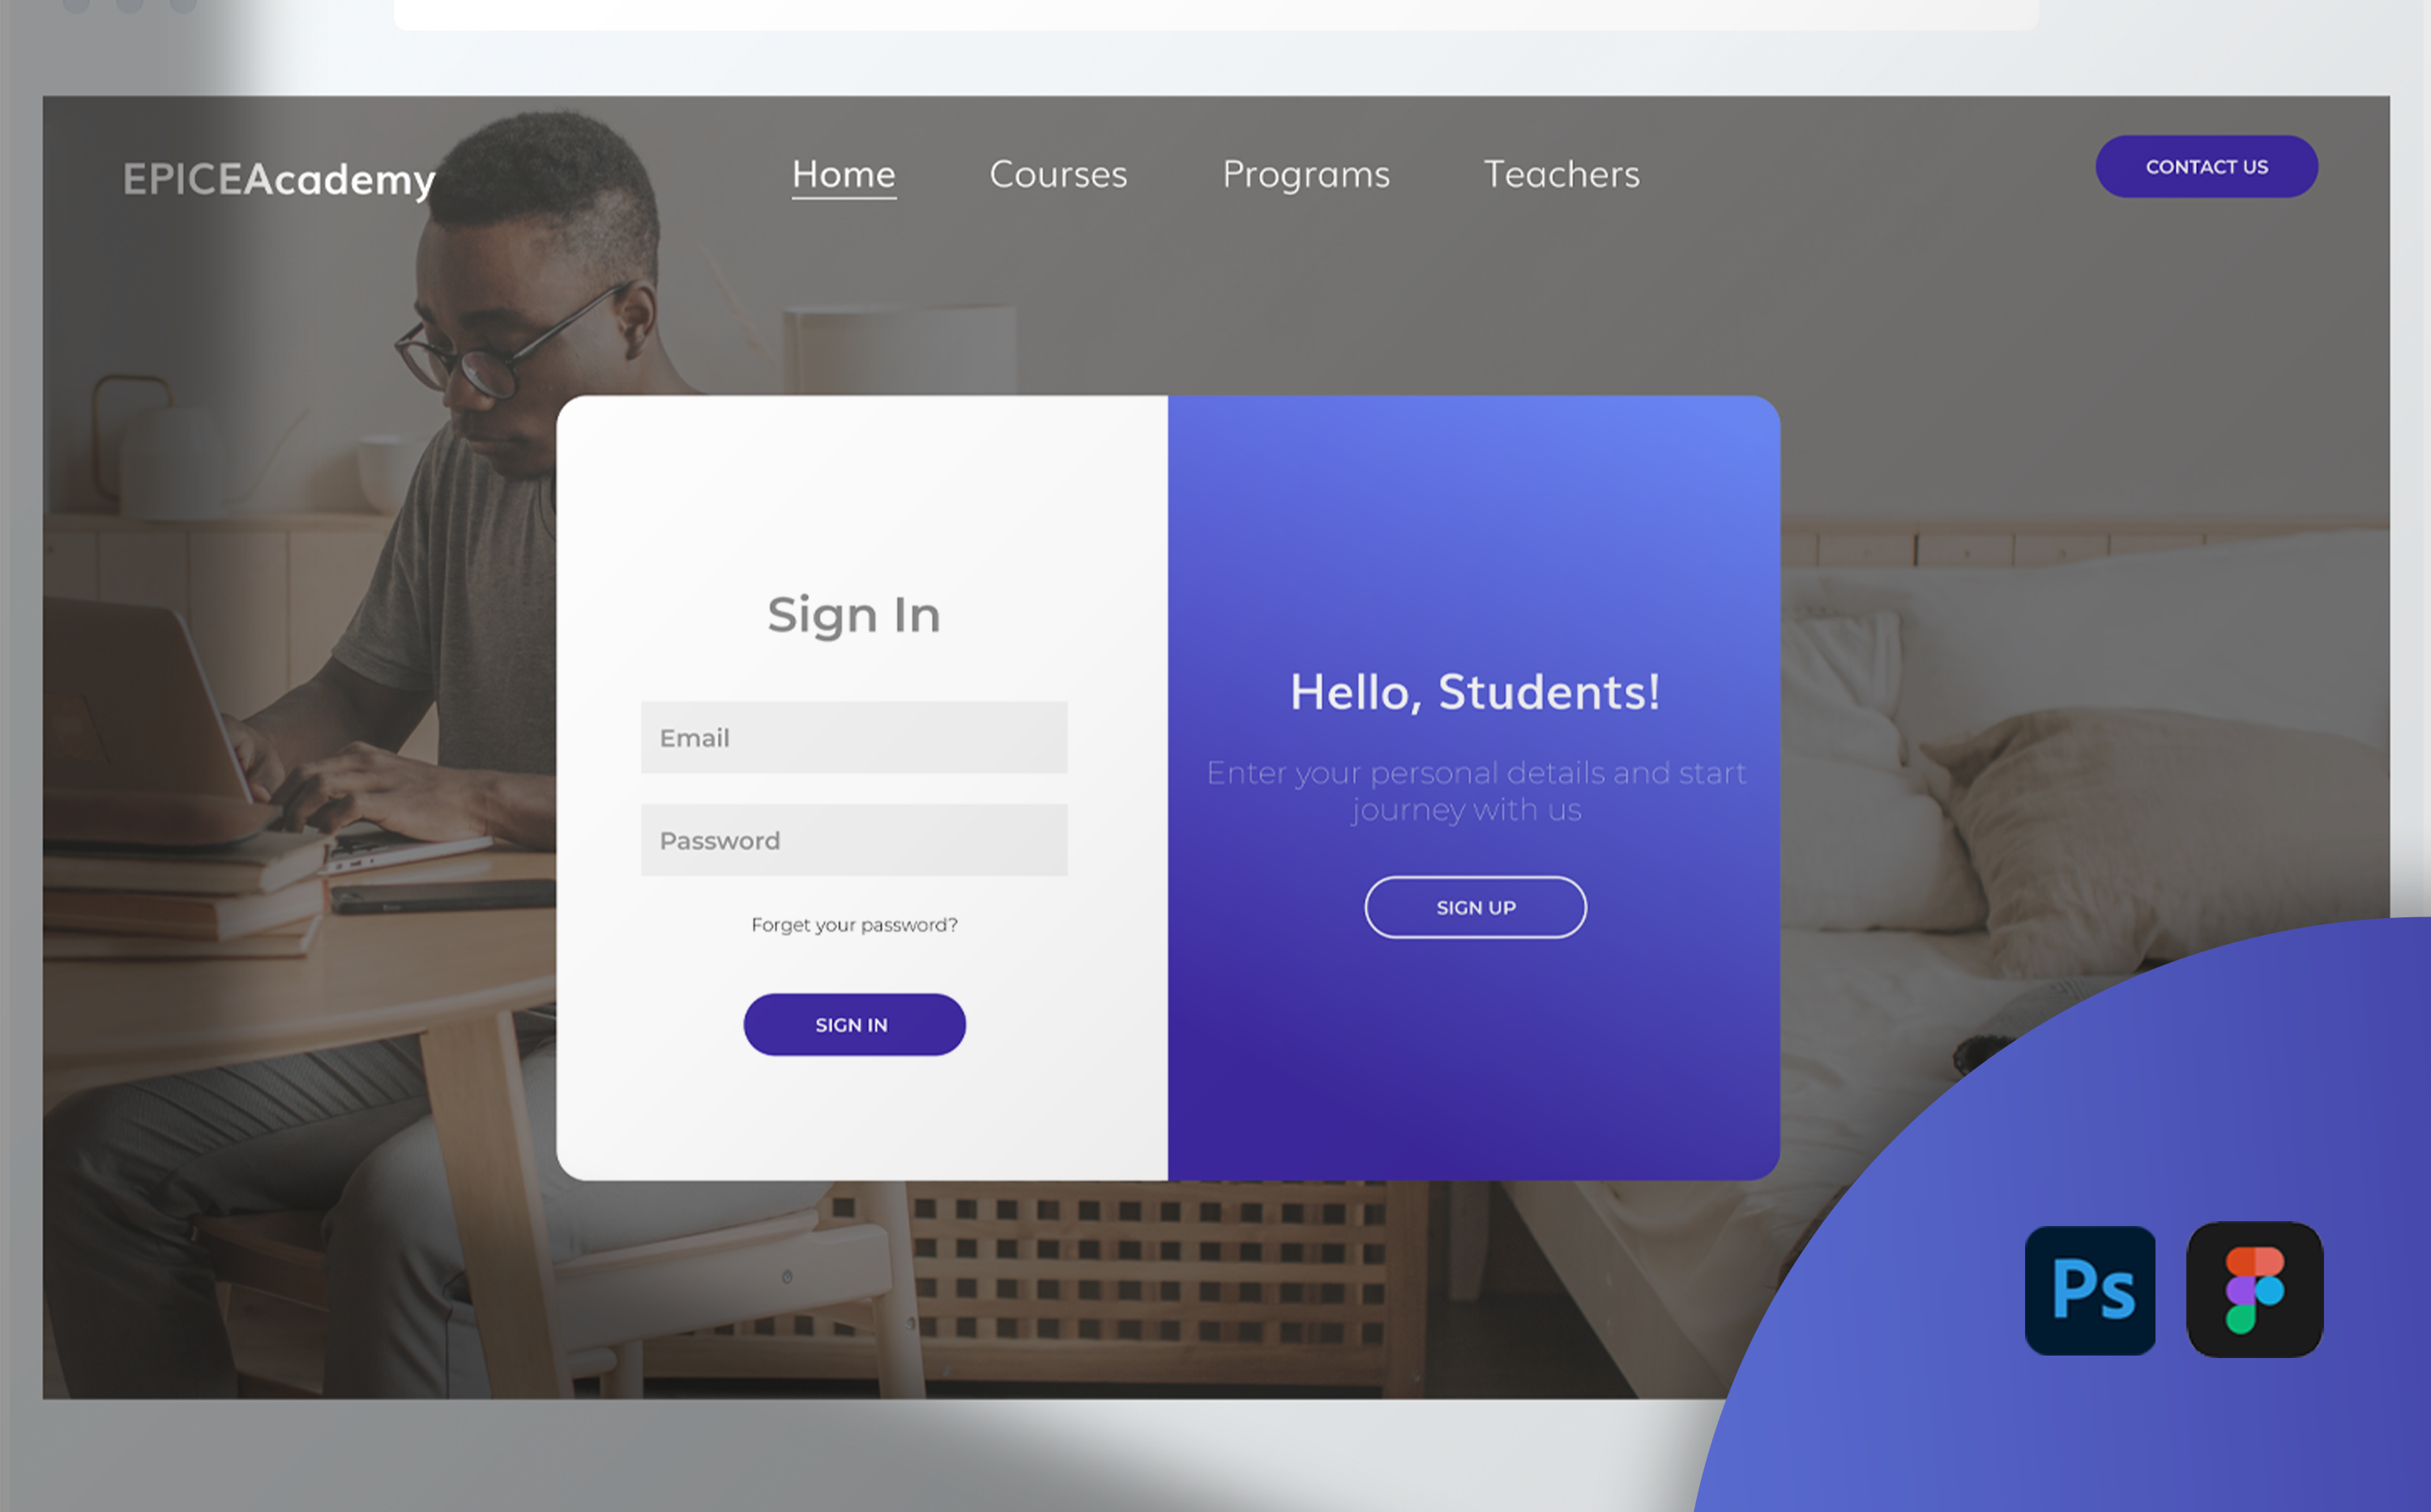 EPICEAcademy
Home
Courses
Programs
Teachers
CONTACT US
Sign In
Email
Password
Forget your password?
SIGN IN
Hello, Students!
Enter your personal details and start
journey with us
SIGN UP
Ps